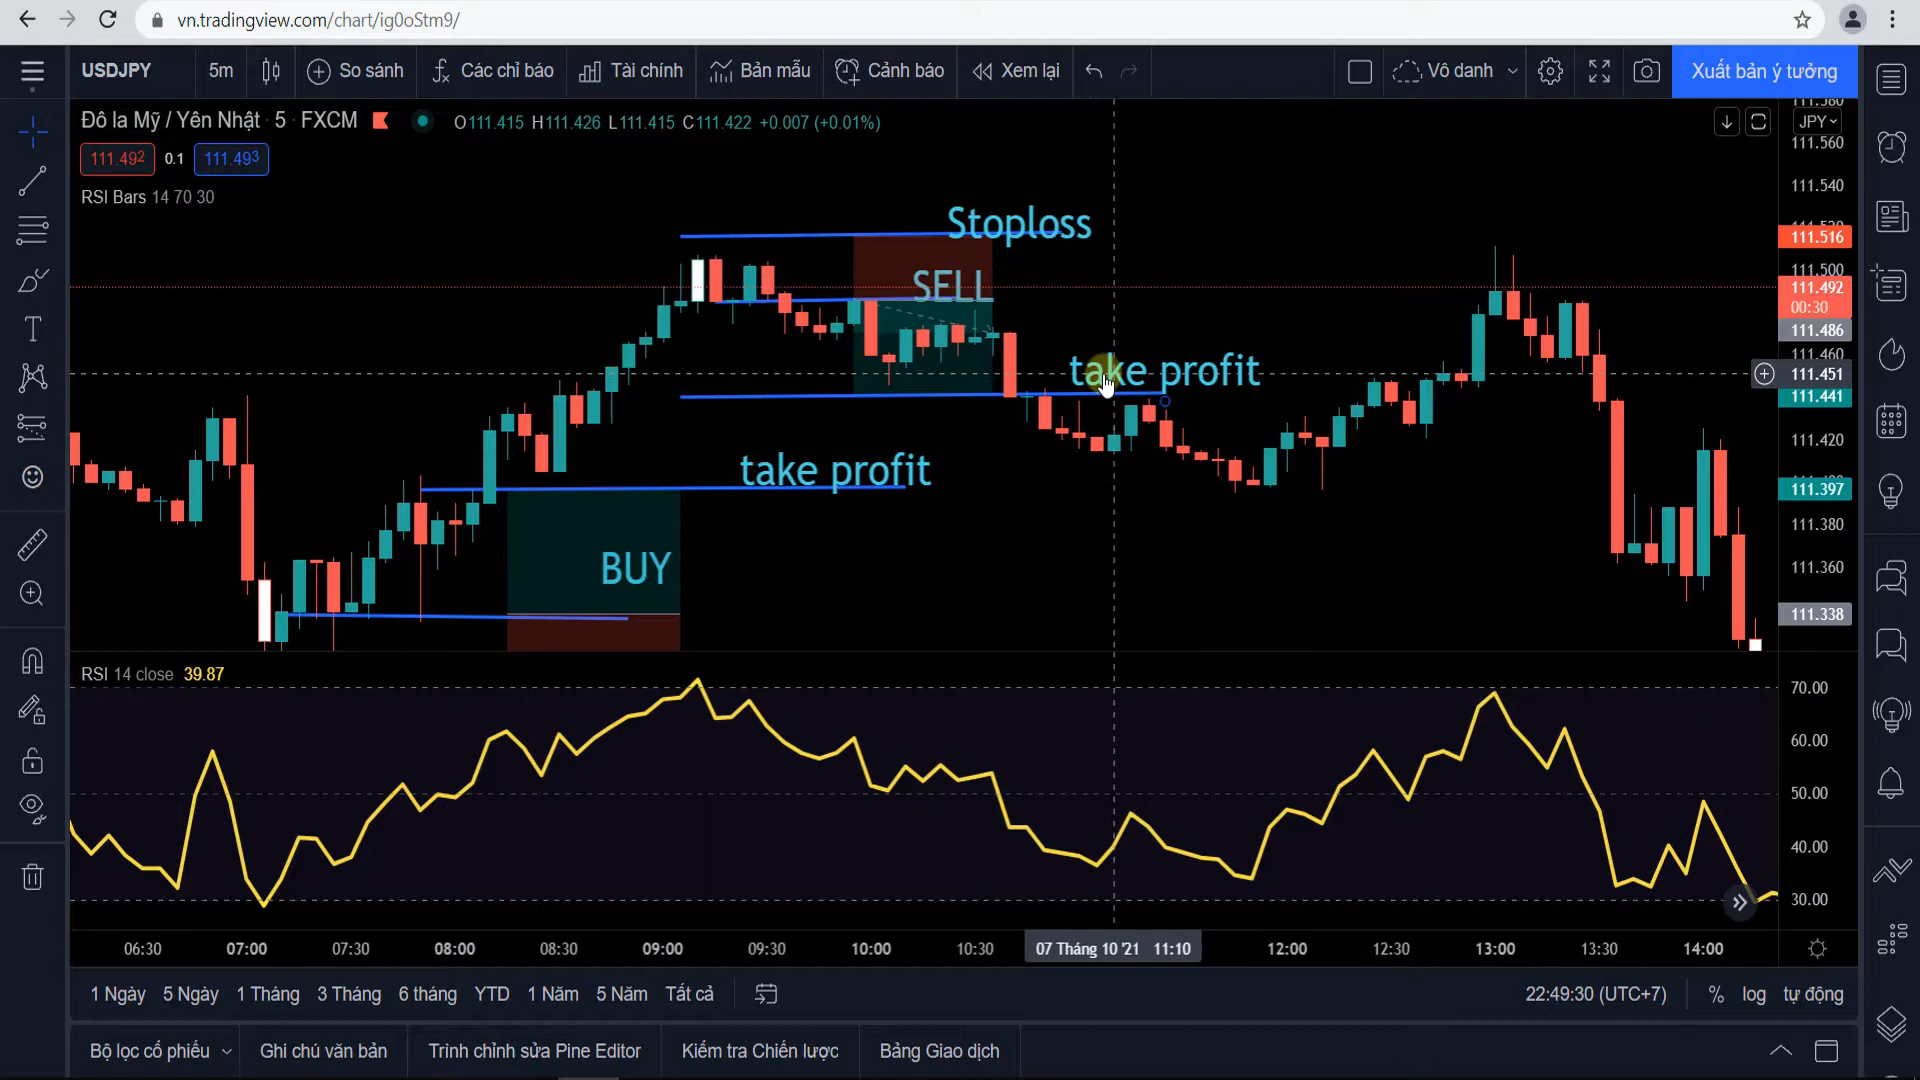 vn.tradingview.com/chart/ig0oStm9/
USDJPY 5m So sánh Các chỉ báo Tài chính Bản mẫu Cảnh báo Xem lại Vô danh Xuất bản ý tưởng
Đô la Mỹ / Yên Nhật 5 FXCM O111.415 H111.426 L111.415 C111.422 +0.007 (+0.01%)
JPY
111.492 0.1 111.493
RSI Bars 14 70 30
Stoploss
SELL
take profit
take profit
BUY
111.580
111.560
111.540
111.516
111.500
111.492
00:30
111.486
111.460
111.451
111.441
111.420
111.397
111.380
111.360
111.338
RSI 14 close 39.87
70.00
60.00
50.00
40.00
30.00
06:30 07:00 07:30 08:00 08:30 09:00 09:30 10:00 10:30 07 Tháng 10 '21 11:10 12:00 12:30 13:00 13:30 14:00
1 Ngày 5 Ngày 1 Tháng 3 Tháng 6 tháng YTD 1 Năm 5 Năm Tất cả 22:49:30 (UTC+7) % log tự động
Bộ lọc cổ phiếu Ghi chú văn bản Trình chỉnh sửa Pine Editor Kiểm tra Chiến lược Bảng Giao dịch